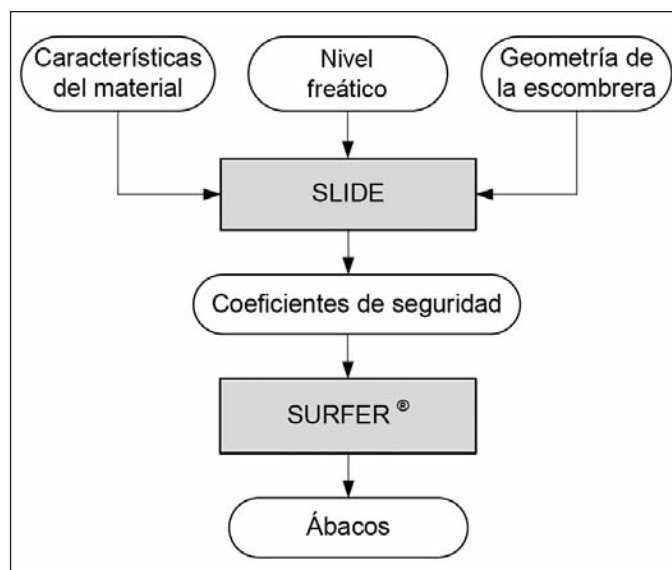 Características
del material
Nivel
freático
Geometría de
la escombrera
SLIDE
Coeficientes de seguridad
SURFER ®
Ábacos